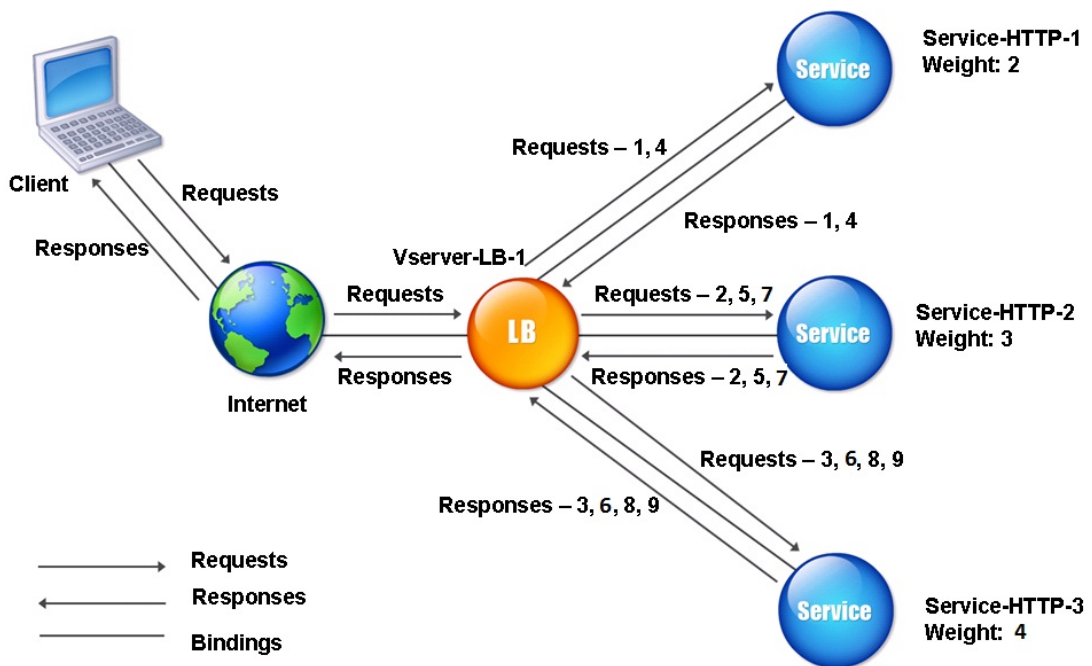 Service-HTTP-1
Weight: 2
Service
Requests – 1, 4
Client
Requests
Responses
Responses – 1, 4
Vserver-LB-1
Requests
Requests – 2, 5, 7
Service-HTTP-2
Weight: 3
LB
Service
Responses
Responses – 2, 5, 7
Internet
Requests – 3, 6, 8, 9
Responses – 3, 6, 8, 9
Requests
Responses
Bindings
Service
Service-HTTP-3
Weight: 4